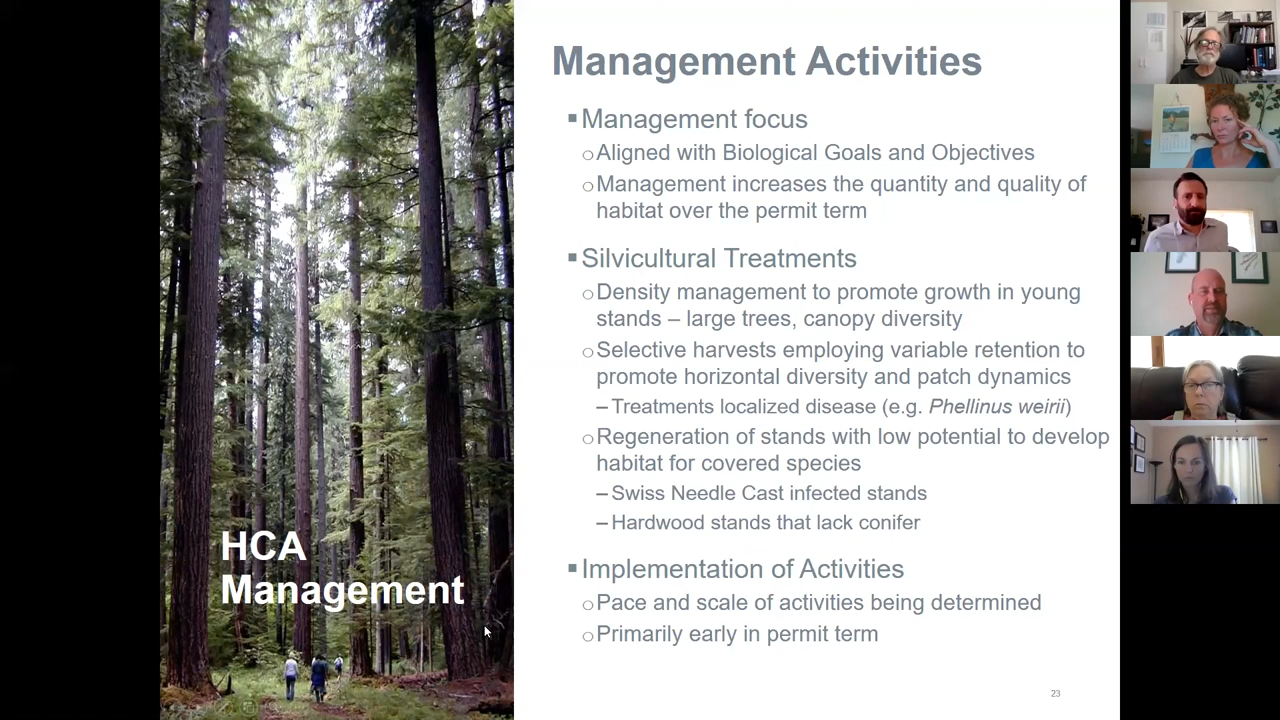 Management Activities
▪Management focus
○Aligned with Biological Goals and Objectives
○Management increases the quantity and quality of
habitat over the permit term
▪Silvicultural Treatments
○Density management to promote growth in young
stands – large trees, canopy diversity
○Selective harvests employing variable retention to
promote horizontal diversity and patch dynamics
–Treatments localized disease (e.g. Phellinus weirii)
○Regeneration of stands with low potential to develop
habitat for covered species
–Swiss Needle Cast infected stands
–Hardwood stands that lack conifer
▪Implementation of Activities
○Pace and scale of activities being determined
○Primarily early in permit term
HCA
Management
23